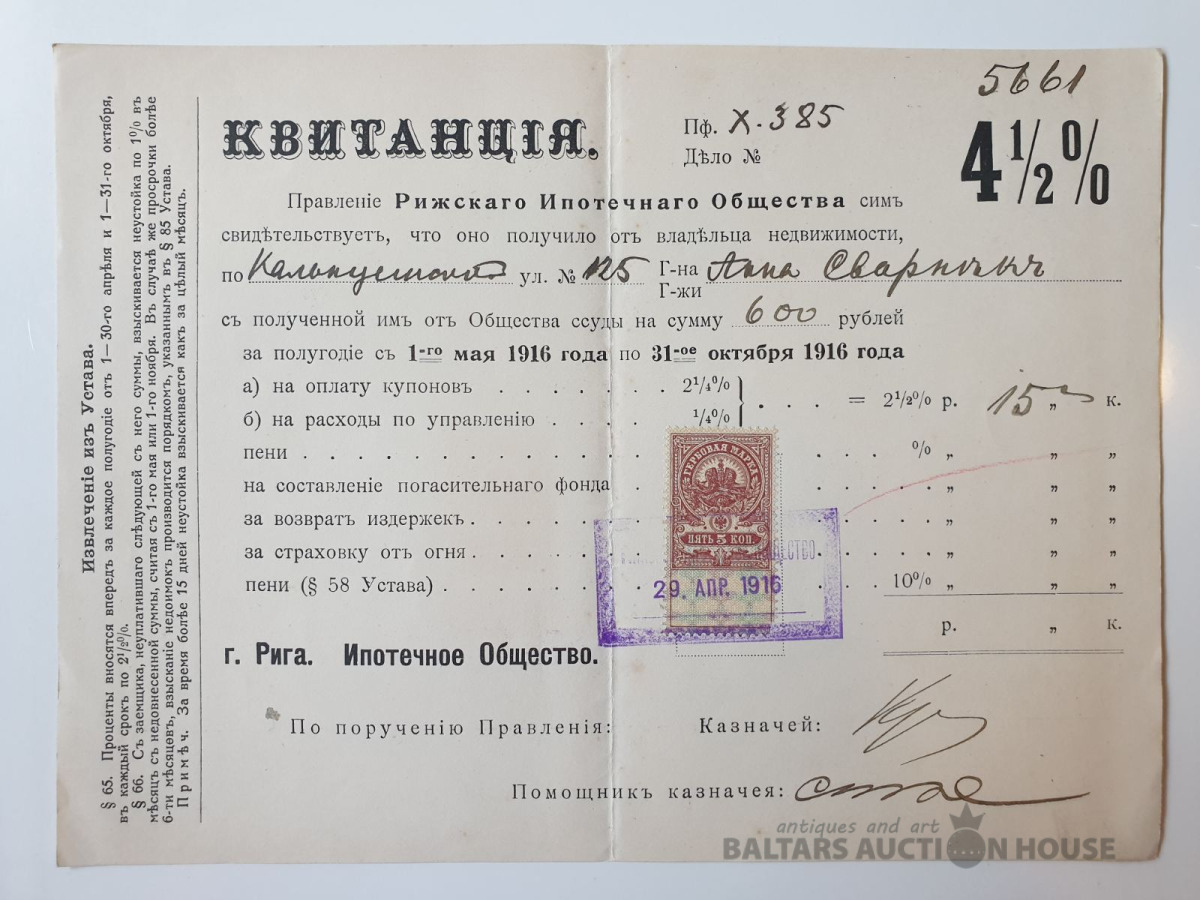 5661
КВИТАНЦІЯ.
Пф. X.385
Дѣло №
4 1/2 %
Правленіе Рижскаго Ипотечнаго Общества симъ
свидѣтельствуетъ, что оно получило отъ владѣльца недвижимости,
по ул. № 125 Г-на Анна
Г-жи
съ полученной имъ отъ Общества ссуды на сумму 600 рублей
за полугодіе съ 1-го мая 1916 года по 31-ое октября 1916 года
а) на оплату купоновъ . . . . . . . 2¼%
б) на расходы по управленію . . . . ¼%
. . . = 2½% р. 15 „ к.
пени . . . . . . . . . . . . . . . % „ „ „
на составленіе погасительнаго фонда . . . . . „ „ „
за возвратъ издержекъ . . . . . . . . . . „ „ „
за страховку отъ огня . . . . . . . . . . „ „ „
пени (§ 58 Устава) . . . . . . . . . . 10% „ „ „
р. „ к.
ГЕРБОВАЯ МАРКА
ПЯТЬ 5 КОП.
29. АПР. 1916
г. Рига. Ипотечное Общество.
По порученію Правленія:
Казначей:
Помощникъ казначея:
Извлеченіе изъ Устава.
§ 65. Проценты вносятся впередъ за каждое полугодіе отъ 1—30-го апрѣля и 1—31-го октября,
въ каждый срокъ по 2½%.
§ 66. Съ заемщика, неуплатившаго слѣдующей съ него суммы, взыскивается неустойка по 1% въ
мѣсяцъ съ недовнесенной суммы, считая съ 1-го мая или 1-го ноября. Въ случаѣ же просрочки болѣе
6-ти мѣсяцевъ, взысканіе недоимокъ производится порядкомъ, указаннымъ въ § 85 Устава.
Примѣч. За время болѣе 15 дней неустойка взыскивается какъ за цѣлый мѣсяцъ.
antiques and art
BALTARS AUCTION HOUSE